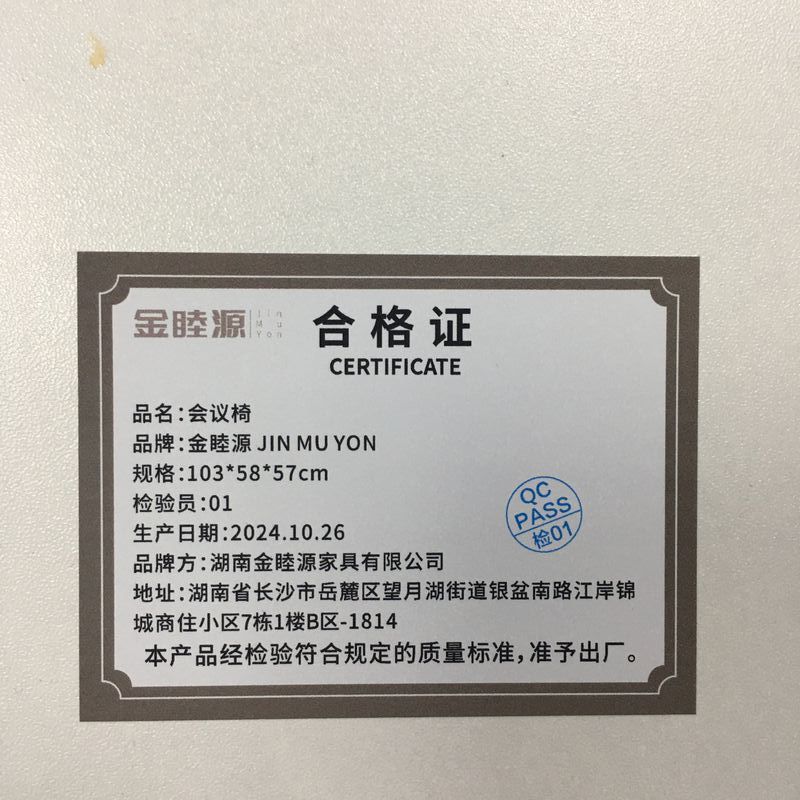 金睦源 Jin Mu Yon
合格证
CERTIFICATE
品名:会议椅
品牌:金睦源 JIN MU YON
规格:103*58*57cm
检验员:01
生产日期:2024.10.26
品牌方:湖南金睦源家具有限公司
地址:湖南省长沙市岳麓区望月湖街道银盆南路江岸锦
城商住小区7栋1楼B区-1814
本产品经检验符合规定的质量标准,准予出厂。
QC
PASS
检01